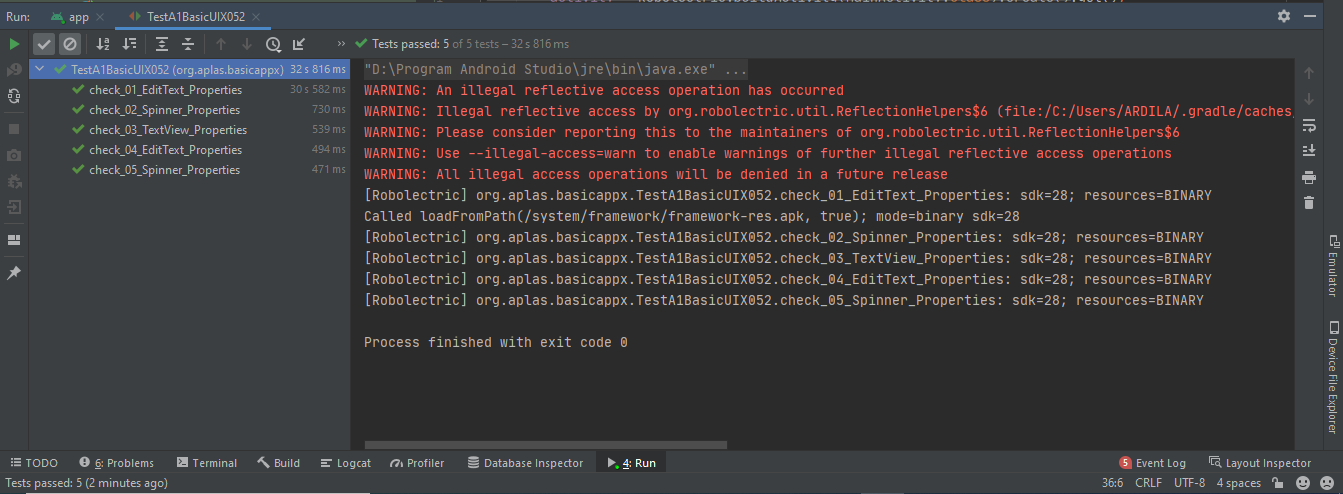 Run: app TestA1BasicUIX052
Tests passed: 5 of 5 tests – 32 s 816 ms
TestA1BasicUIX052 (org.aplas.basicappx) 32 s 816 ms
check_01_EditText_Properties 30 s 582 ms
check_02_Spinner_Properties 730 ms
check_03_TextView_Properties 539 ms
check_04_EditText_Properties 494 ms
check_05_Spinner_Properties 471 ms
"D:\Program Android Studio\jre\bin\java.exe" ...
WARNING: An illegal reflective access operation has occurred
WARNING: Illegal reflective access by org.robolectric.util.ReflectionHelpers$6 (file:/C:/Users/ARDILA/.gradle/caches
WARNING: Please consider reporting this to the maintainers of org.robolectric.util.ReflectionHelpers$6
WARNING: Use --illegal-access=warn to enable warnings of further illegal reflective access operations
WARNING: All illegal access operations will be denied in a future release
[Robolectric] org.aplas.basicappx.TestA1BasicUIX052.check_01_EditText_Properties: sdk=28; resources=BINARY
Called loadFromPath(/system/framework/framework-res.apk, true); mode=binary sdk=28
[Robolectric] org.aplas.basicappx.TestA1BasicUIX052.check_02_Spinner_Properties: sdk=28; resources=BINARY
[Robolectric] org.aplas.basicappx.TestA1BasicUIX052.check_03_TextView_Properties: sdk=28; resources=BINARY
[Robolectric] org.aplas.basicappx.TestA1BasicUIX052.check_04_EditText_Properties: sdk=28; resources=BINARY
[Robolectric] org.aplas.basicappx.TestA1BasicUIX052.check_05_Spinner_Properties: sdk=28; resources=BINARY
Process finished with exit code 0
Emulator
Device File Explorer
TODO 6: Problems Terminal Build Logcat Profiler Database Inspector 4: Run 5 Event Log Layout Inspector
Tests passed: 5 (2 minutes ago) 36:6 CRLF UTF-8 4 spaces